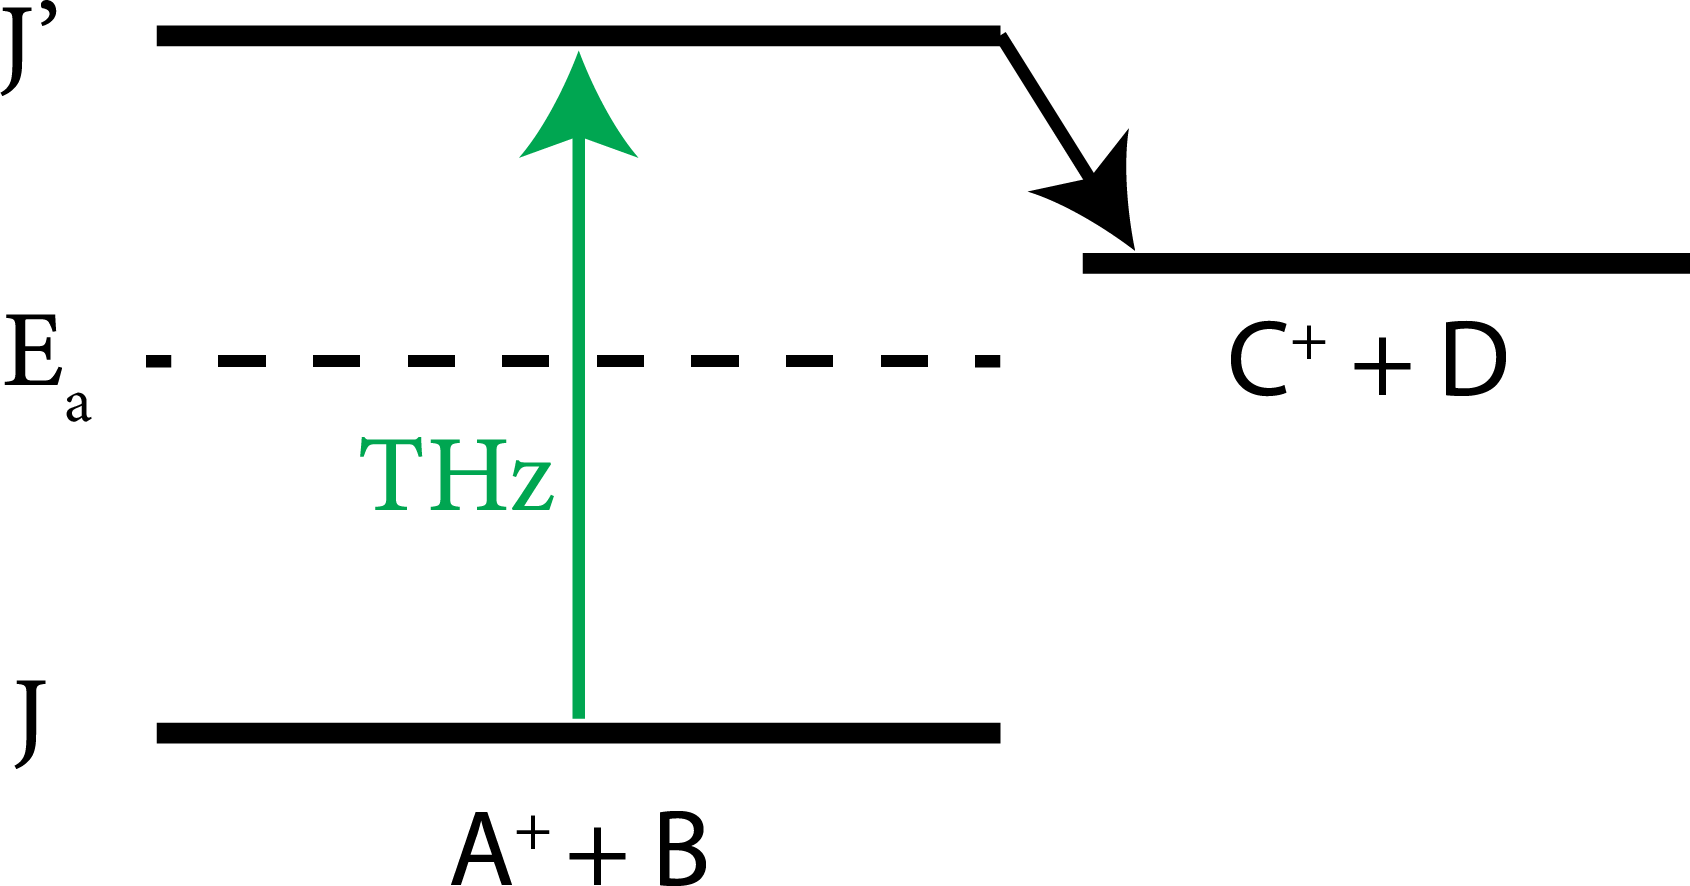 J’
Eₐ
C⁺ + D
THz
J
A⁺ + B